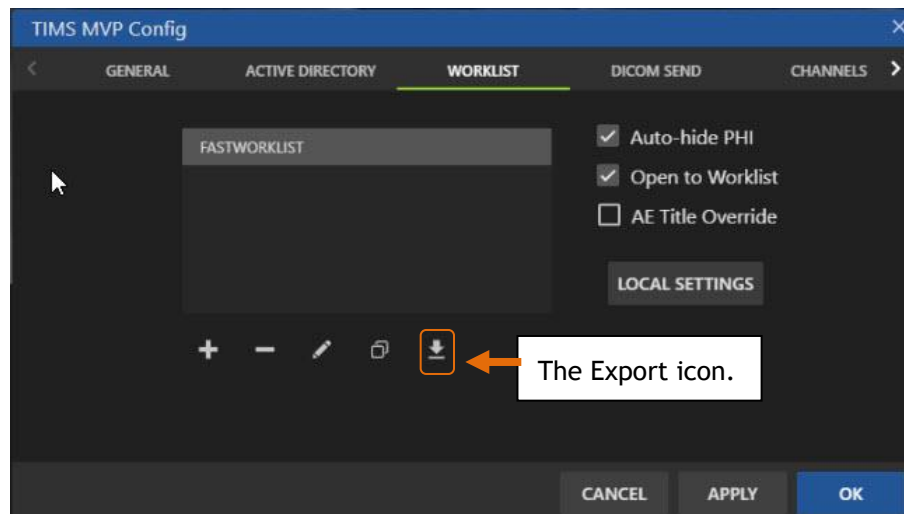 TIMS MVP Config
GENERAL ACTIVE DIRECTORY WORKLIST DICOM SEND CHANNELS
FASTWORKLIST
Auto-hide PHI
Open to Worklist
AE Title Override
LOCAL SETTINGS
The Export icon.
CANCEL APPLY OK